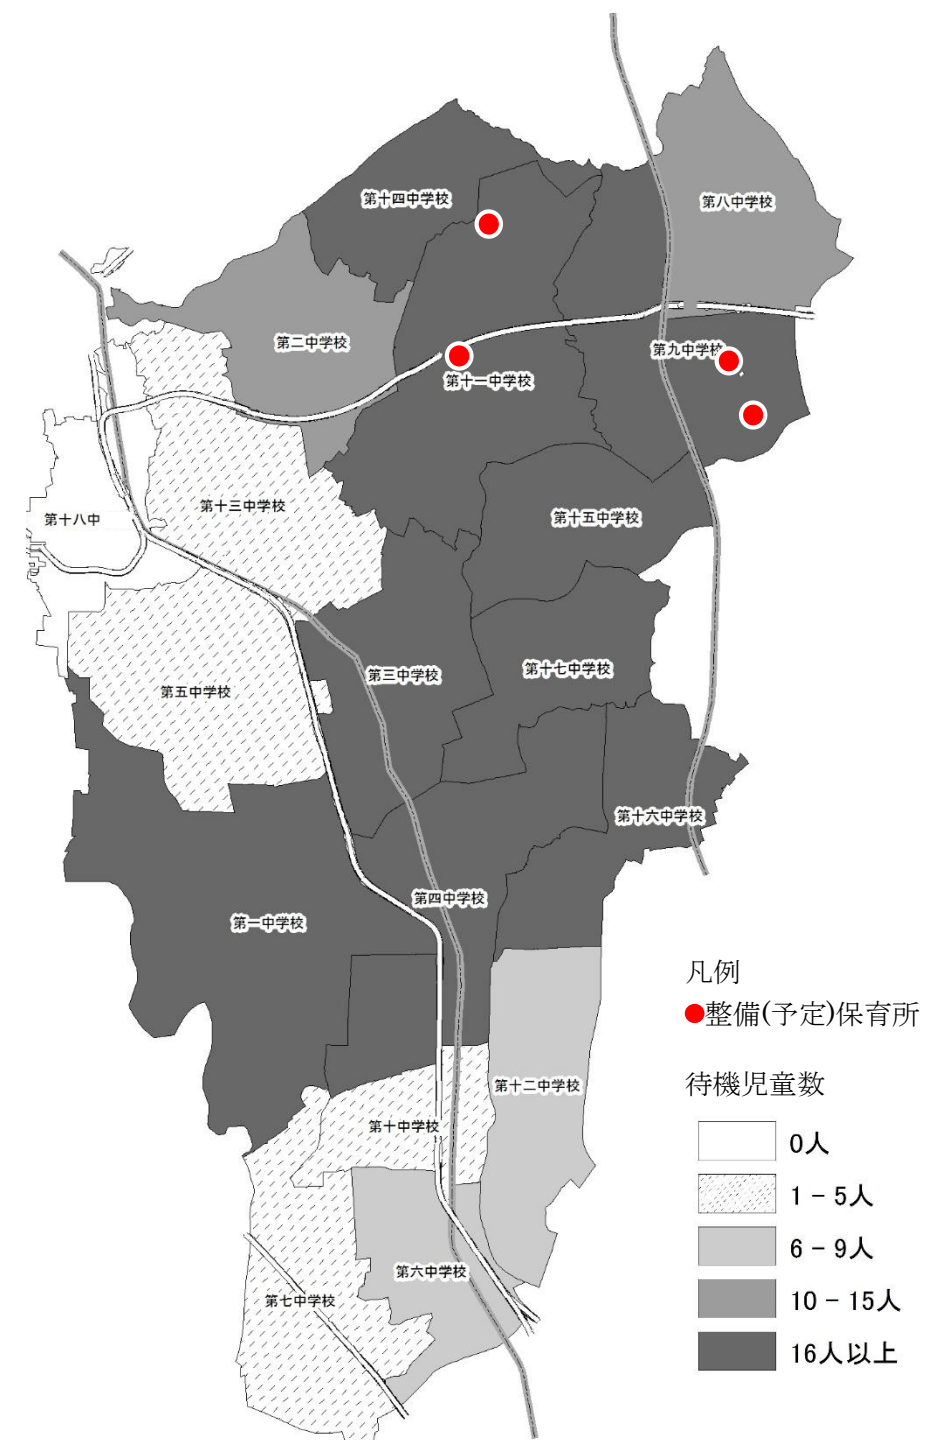 第十四中学校
第八中学校
第二中学校
第九中学校
第十一中学校
第十三中学校
第十八中
第十五中学校
第三中学校
第十七中学校
第五中学校
第十六中学校
第四中学校
第一中学校
第十二中学校
第十中学校
第六中学校
第七中学校
凡例
●整備(予定)保育所
待機児童数
0人
1 - 5人
6 - 9人
10 - 15人
16人以上